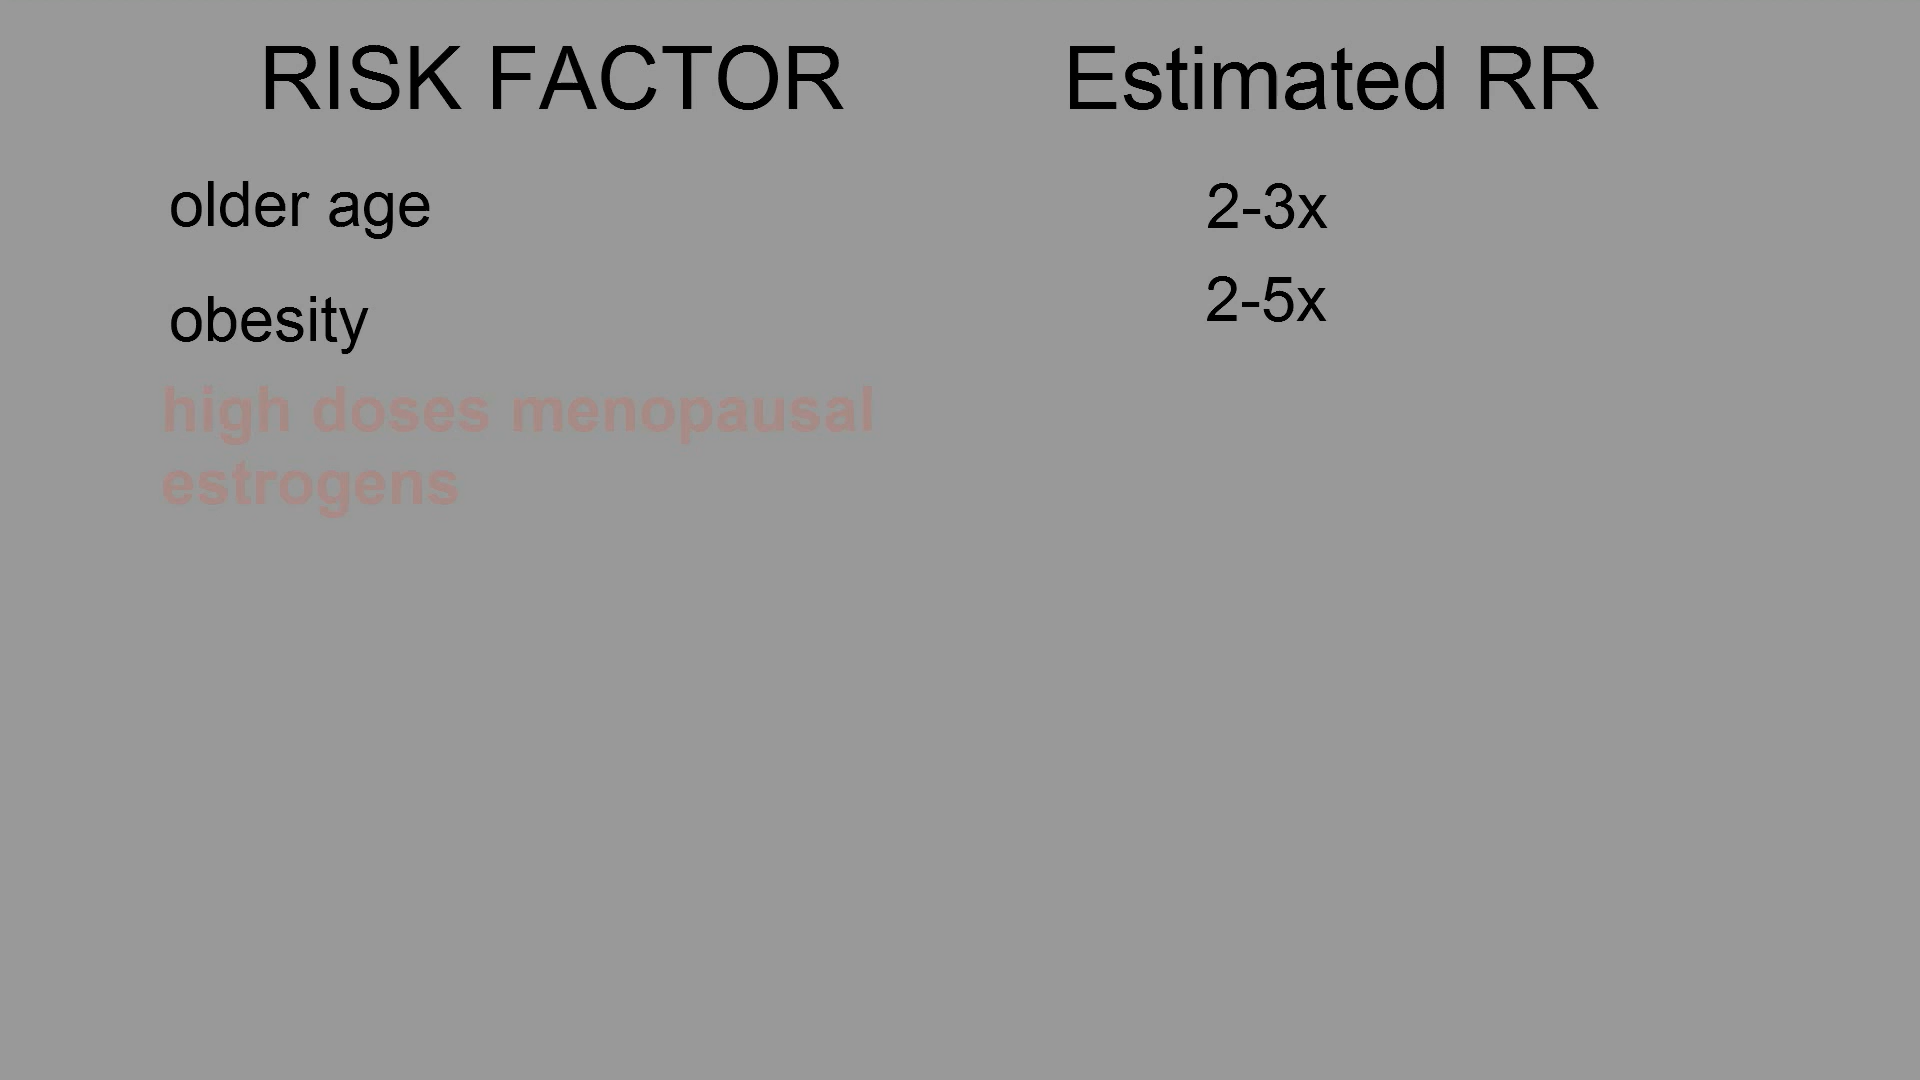 RISK FACTOR Estimated RR
older age 2-3x
obesity 2-5x
high doses menopausal
estrogens